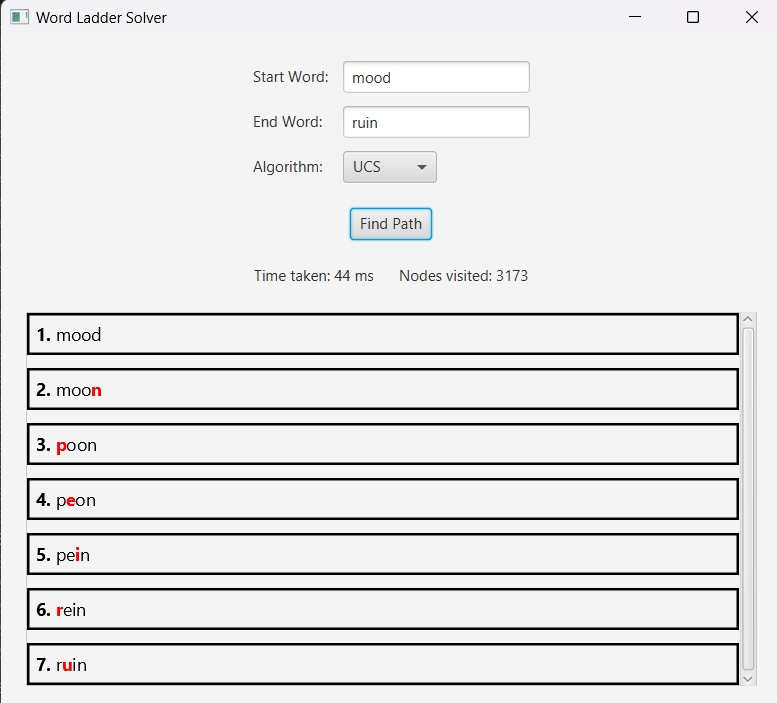 Word Ladder Solver
Start Word: mood
End Word: ruin
Algorithm: UCS
Find Path
Time taken: 44 ms Nodes visited: 3173
1. mood
2. moon
3. poon
4. peon
5. pein
6. rein
7. ruin